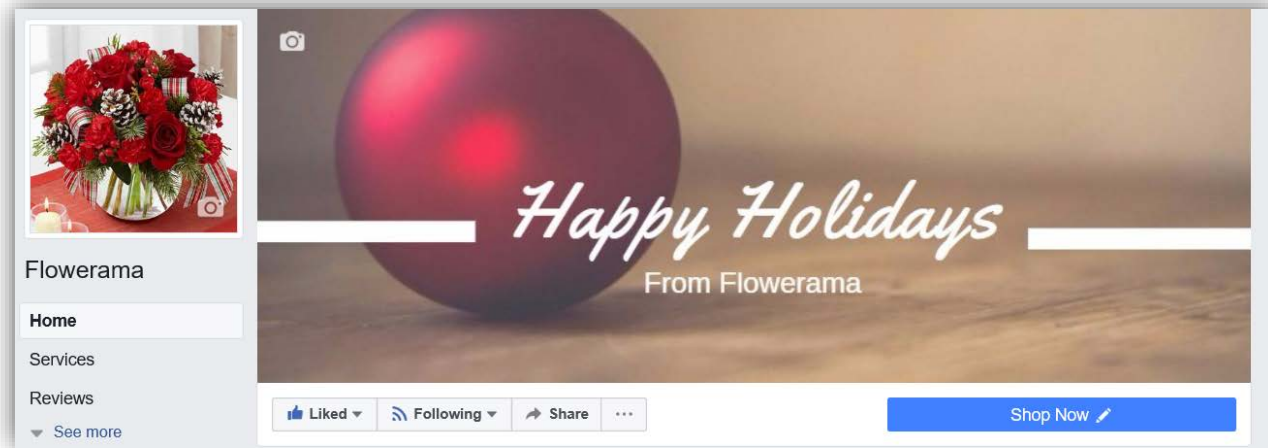 Happy Holidays
From Flowerama
Flowerama
Home
Services
Reviews
See more
Liked
Following
Share
...
Shop Now